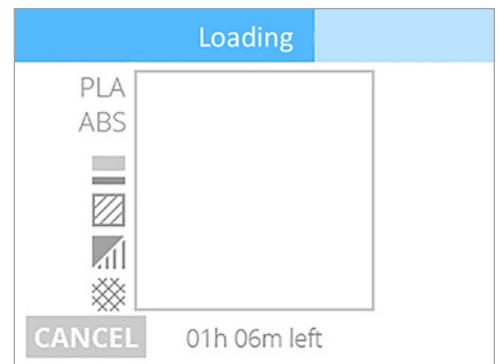 Loading
PLA
ABS
CANCEL
01h 06m left